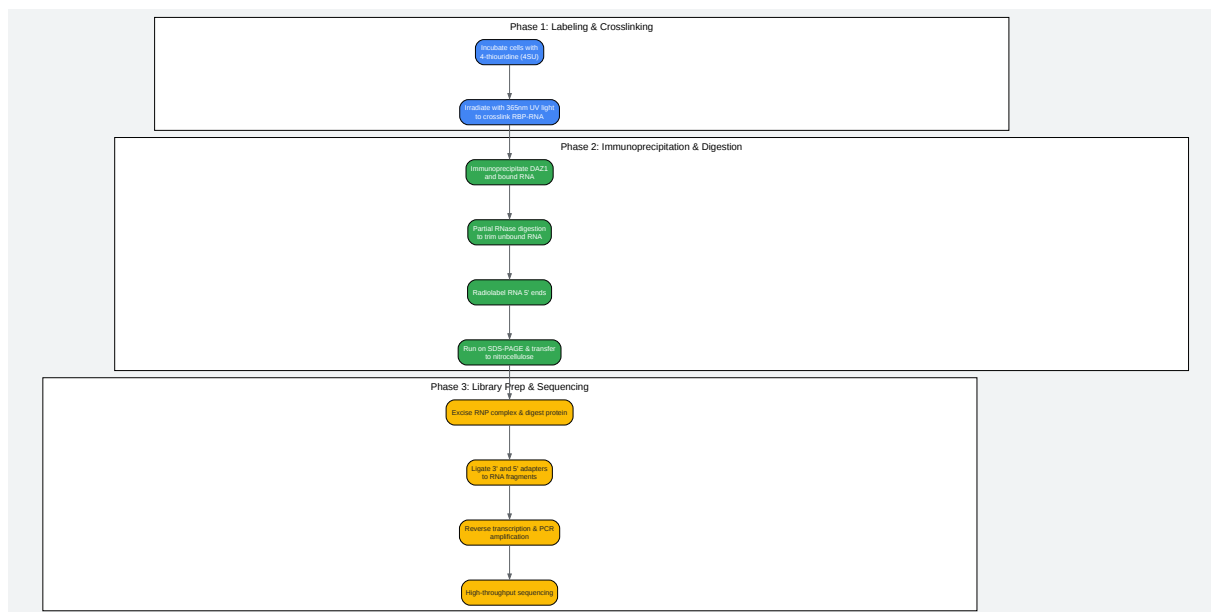 Phase 1: Labeling & Crosslinking
Incubate cells with
4-thiouridine (4SU)
Irradiate with 365nm UV light
to crosslink RBP-RNA
Phase 2: Immunoprecipitation & Digestion
Immunoprecipitate DAZ1
and bound RNA
Partial RNase digestion
to trim unbound RNA
Radiolabel RNA 5' ends
Run on SDS-PAGE & transfer
to nitrocellulose
Phase 3: Library Prep & Sequencing
Excise RNP complex & digest protein
Ligate 3' and 5' adapters
to RNA fragments
Reverse transcription & PCR
amplification
High-throughput sequencing